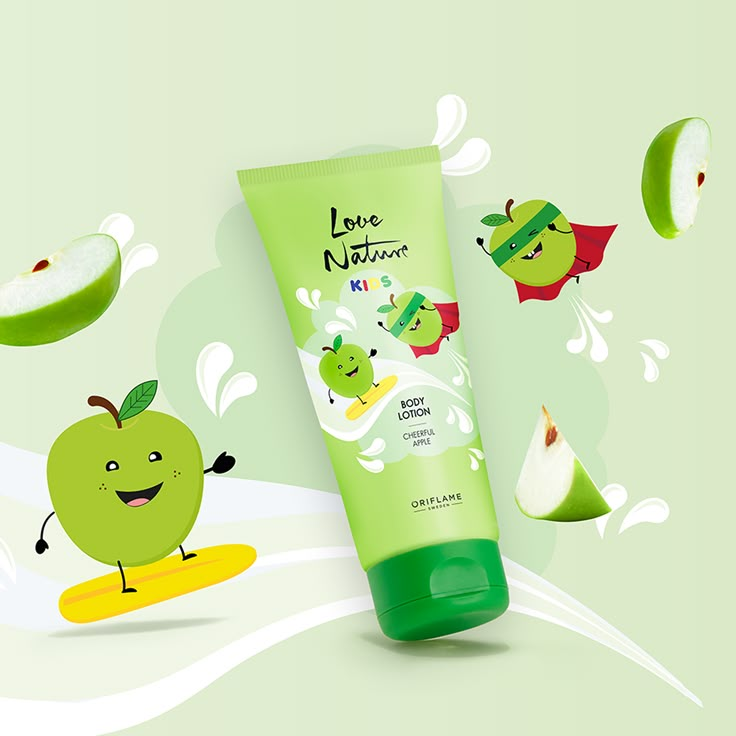 Love
Nature
KIDS
BODY
LOTION
CHEERFUL
APPLE
ORIFLAME
SWEDEN